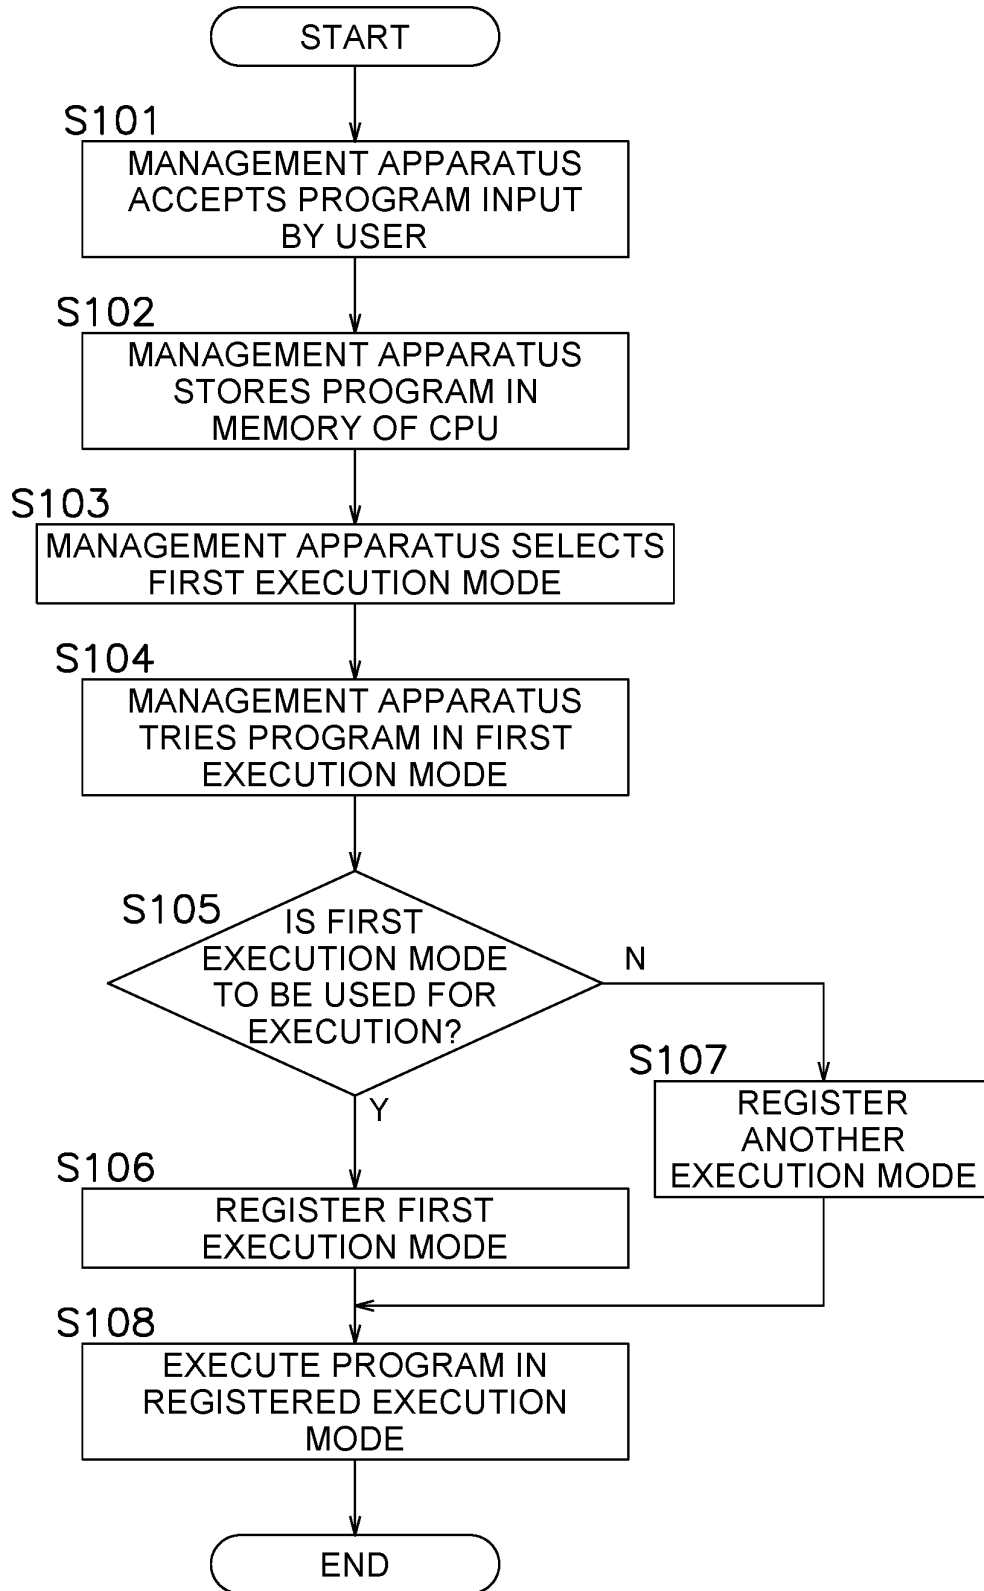 START
S101
MANAGEMENT APPARATUS
ACCEPTS PROGRAM INPUT
BY USER
S102
MANAGEMENT APPARATUS
STORES PROGRAM IN
MEMORY OF CPU
S103
MANAGEMENT APPARATUS SELECTS
FIRST EXECUTION MODE
S104
MANAGEMENT APPARATUS
TRIES PROGRAM IN FIRST
EXECUTION MODE
S105
IS FIRST
EXECUTION MODE
TO BE USED FOR
EXECUTION?
N
Y
S107
REGISTER
ANOTHER
EXECUTION MODE
S106
REGISTER FIRST
EXECUTION MODE
S108
EXECUTE PROGRAM IN
REGISTERED EXECUTION
MODE
END